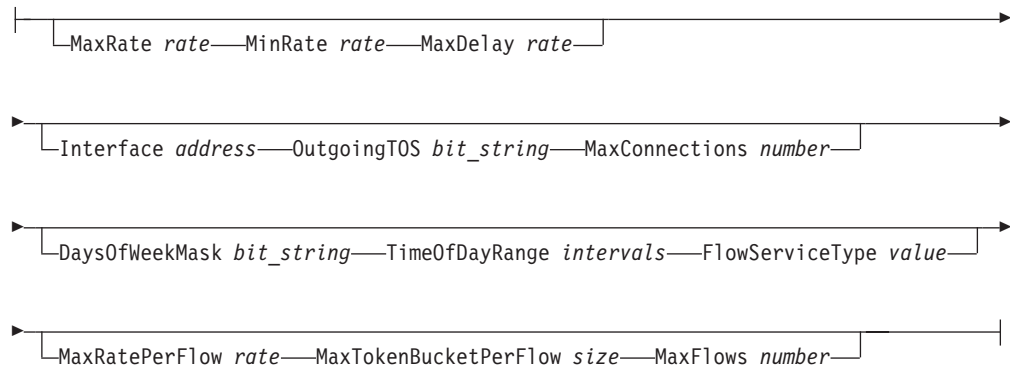 MaxRate rate MinRate rate MaxDelay rate
Interface address OutgoingTOS bit_string MaxConnections number
DaysOfWeekMask bit_string TimeOfDayRange intervals FlowServiceType value
MaxRatePerFlow rate MaxTokenBucketPerFlow size MaxFlows number